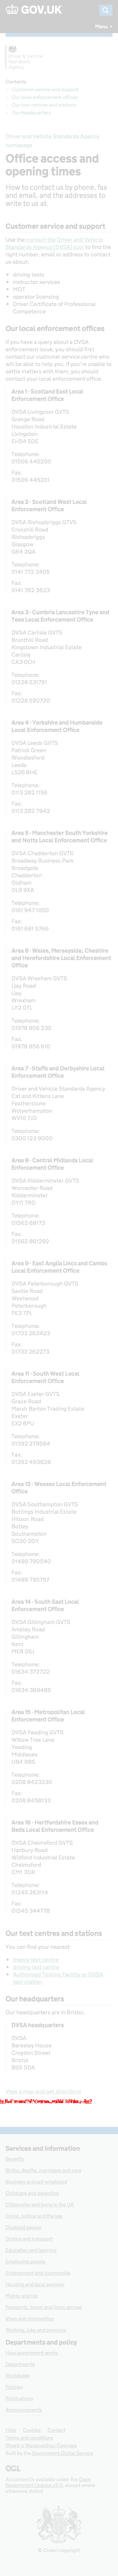 GOV.UK
Menu
Driver & Vehicle
Standards
Agency
Contents
Customer service and support
Our local enforcement offices
Our test centres and stations
Our headquarters
Driver and Vehicle Standards Agency
homepage
Office access and
opening times
How to contact us by phone,
email, and the addresses to
write to us at.
Customer service and support
Use the contact the Driver and Vehicle
Standards Agency (DVSA) tool to find the
right number, email or address to contact
us about:
driving tests
instructor services
MOT
operator licensing
Driver Certificate of Professional
Competence
Our local enforcement offices
If you have a query about a DVSA
enforcement issue, you should first
contact our customer service centre who
will be able to help you. If you're unable to
speak to them about it, you should
contact your local enforcement office.
Area 1 - Scotland East Local
Enforcement Office
DVSA Livingston GVTS
Grange Road
Houston Industrial Estate
Livingston
EH54 5DE
Telephone:
01506 445200
Fax:
01506 445231
Area 2 - Scotland West Local
Enforcement Office
DVSA Bishopbriggs GTVS
Crosshill Road
Bishopbriggs
Glasgow
G64 2QA
Telephone:
0141 772 3405
Fax:
0141 762 3623
Area 3 - Cumbria Lancashire Tyne and
Tees Local Enforcement Office
DVSA Carlisle GVTS
Brunthill Road
Kingstown Industrial Estate
Carlisle
CA3 0EH
Telephone:
01228 531791
Fax:
01228 592720
Area 4 - Yorkshire and Humberside
Local Enforcement Office
DVSA Leeds GVTS
Patrick Green
Woodlesford
Leeds
LS26 8HE
Telephone:
0113 282 1156
Fax:
0113 282 7942
Area 5 - Manchester South Yorkshire
and Notts Local Enforcement Office
DVSA Chadderton GVTS
Broadway Business Park
Broadgate
Chadderton
Oldham
OL9 9XA
Telephone:
0161 947 1050
Fax:
0161 681 5765
Area 6 - Wales, Merseyside, Cheshire
and Herefordshire Local Enforcement
Office
DVSA Wrexham GVTS
Llay Road
Llay
Wrexham
Telephone:
01978 856 230
Fax:
01978 856 610
Area 7 - Staffs and Derbyshire Local
Enforcement Office
Driver and Vehicle Standards Agency
Cat and Kittens Lane
Featherstone
Wolverhampton
WV10 7JD
Telephone:
0300 123 9000
Area 8 - Central Midlands Local
Enforcement Office
DVSA Kidderminster GVTS
Worcester Road
Kidderminster
Telephone:
Fax:
01562 861260
Area 9 - East Anglia Lincs and Cambs
Local Enforcement Office
DVSA Peterborough GVTS
Saville Road
Westwood
Peterborough
PE3 7PL
Telephone:
01733 263423
Fax:
01733 262273
Area 11 - South West Local
Enforcement Office
DVSA Exeter GVTS
Grace Road
Marsh Barton Trading Estate
Exeter
EX2 8PU
Telephone:
01392 279584
Fax:
01392 493628
Area 12 - Wessex Local Enforcement
Office
DVSA Southampton GVTS
Bottings Industrial Estate
Hillson Road
Botley
Southampton
SO30 2DY
Telephone:
01489 790540
Fax:
01489 795757
Area 14 - South East Local
Enforcement Office
DVSA Gillingham GVTS
Ambley Road
Gillingham
Kent
ME8 0SJ
Telephone:
01634 372722
Fax:
01634 389485
Area 15 - Metropolitan Local
Enforcement Office
DVSA Yeading GVTS
Willow Tree Lane
Yeading
Middlesex
UB4 9BS
Telephone:
0208 8423230
Fax:
0208 8458133
Area 16 - Hertfordshire Essex and
Beds Local Enforcement Office
DVSA Chelmsford GVTS
Hanbury Road
Widford Industrial Estate
Chelmsford
CM1 3GR
Telephone:
01245 263114
Fax:
01245 344778
Our test centres and stations
You can find your nearest:
theory test centre
driving test centre
Authorised Testing Facility or DVSA
test station
Our headquarters
Our headquarters are in Bristol.
DVSA headquarters
DVSA
Berkeley House
Croydon Street
Bristol
BS5 0DA
View a map and get directions
Services and information
Benefits
Births, deaths, marriages and care
Business and self-employed
Childcare and parenting
Citizenship and living in the UK
Crime, justice and the law
Disabled people
Driving and transport
Education and learning
Employing people
Environment and countryside
Housing and local services
Money and tax
Passports, travel and living abroad
Visas and immigration
Working, jobs and pensions
Departments and policy
How government works
Departments
Worldwide
Policies
Publications
Announcements
Help Cookies Contact
Terms and conditions
Rhestr o Wasanaethau Cymraeg
Built by the Government Digital Service
OGL
All content is available under the Open
Government Licence v3.0, except where
otherwise stated
© Crown copyright